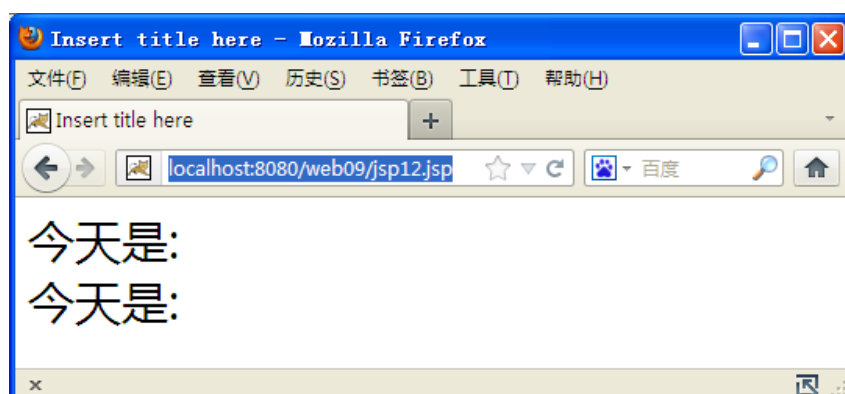 Insert title here - Mozilla Firefox
文件(F) 编辑(E) 查看(V) 历史(S) 书签(B) 工具(T) 帮助(H)
Insert title here +
localhost:8080/web09/jsp12.jsp 百度
今天是:
今天是:
x